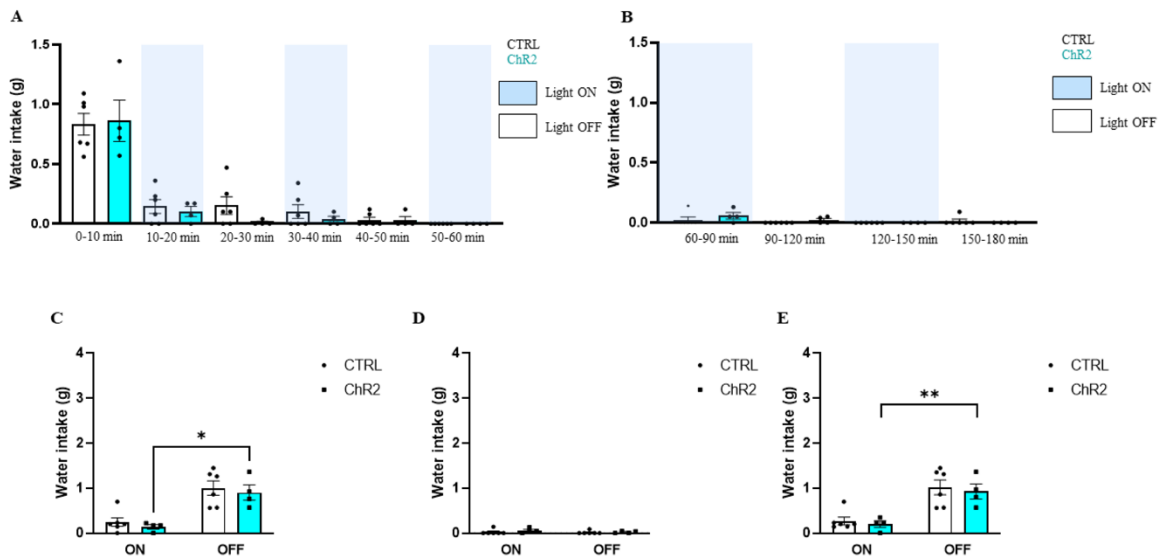 A
B
Water intake (g)
1.5
1.0
0.5
0.0
0-10 min
10-20 min
20-30 min
30-40 min
40-50 min
50-60 min
CTRL
ChR2
Light ON
Light OFF
Water intake (g)
1.5
1.0
0.5
0.0
60-90 min
90-120 min
120-150 min
150-180 min
CTRL
ChR2
Light ON
Light OFF
C
Water intake (g)
4
3
2
1
0
*
ON
OFF
CTRL
ChR2
D
Water intake (g)
4
3
2
1
0
ON
OFF
CTRL
ChR2
E
Water intake (g)
4
3
2
1
0
**
ON
OFF
CTRL
ChR2